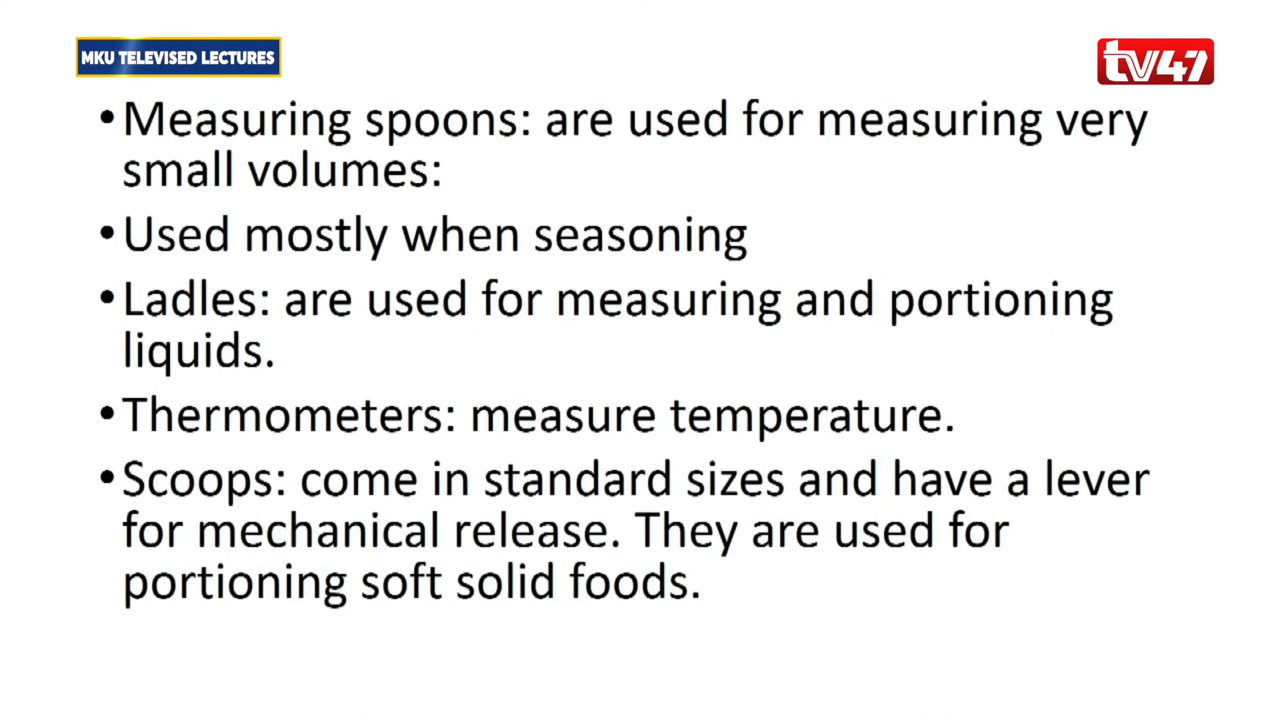 MKU TELEVISED LECTURES
tv47
• Measuring spoons: are used for measuring very
small volumes:
• Used mostly when seasoning
• Ladles: are used for measuring and portioning
liquids.
• Thermometers: measure temperature.
• Scoops: come in standard sizes and have a lever
for mechanical release. They are used for
portioning soft solid foods.